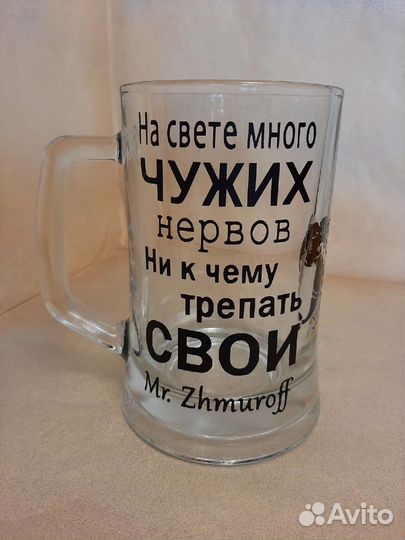 На свете много
ЧУЖИХ
нервов
Ни к чему
трепать
СВОИ
Mr. Zhmuroff
Avito